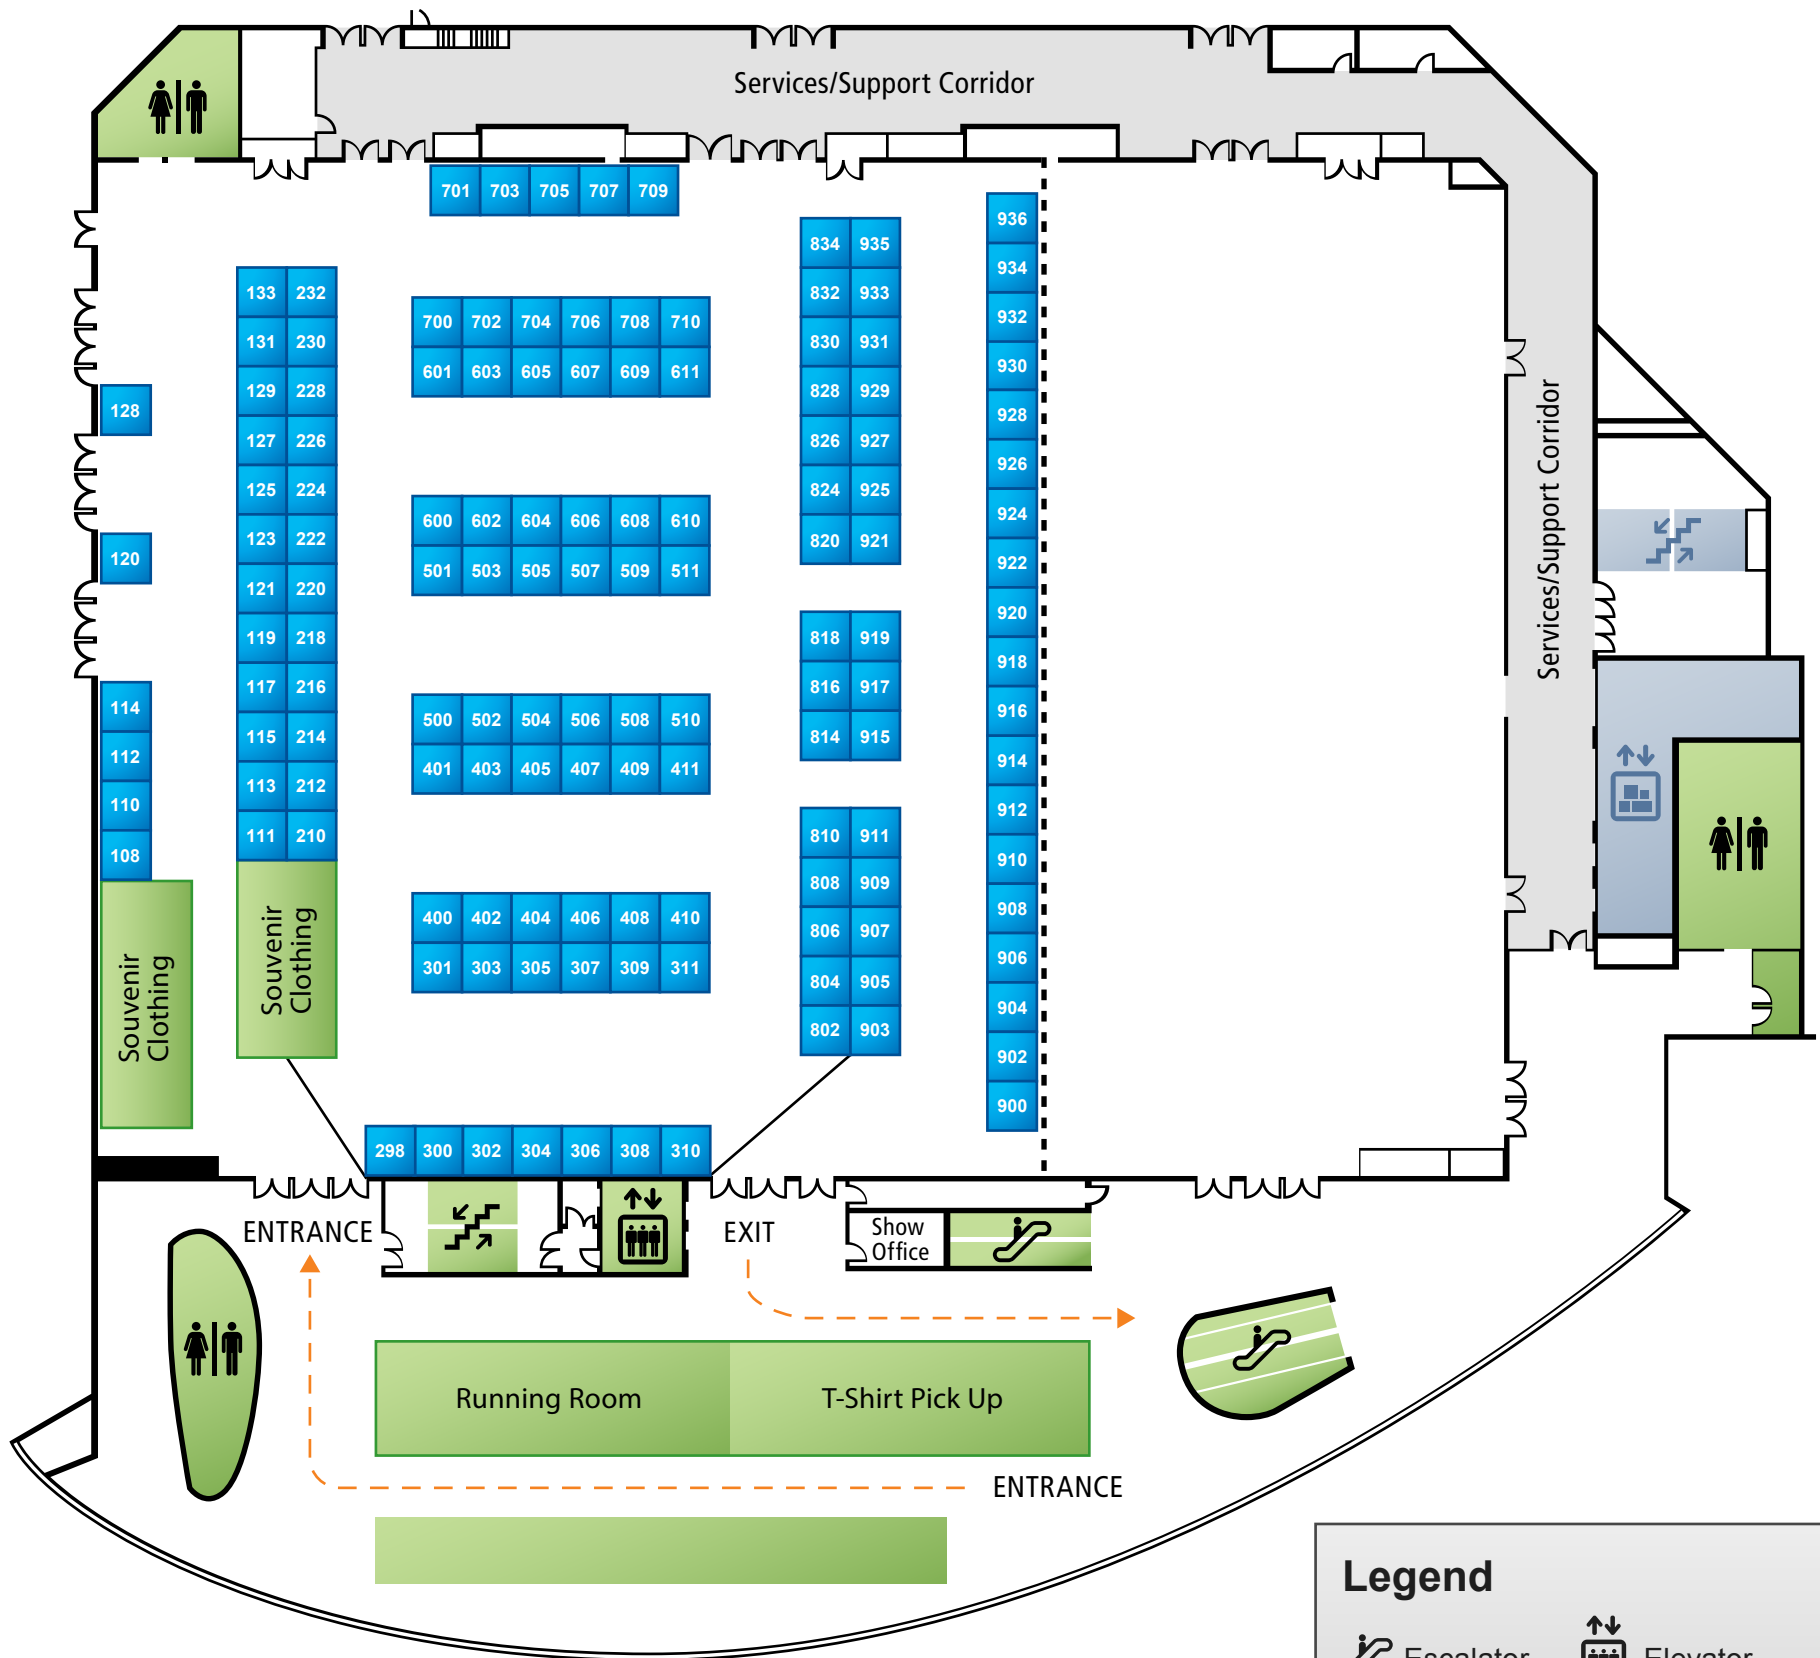 Services/Support Corridor
701 703 705 707 709
936
834 935
934
133 232
832 933
700 702 704 706 708 710
932
131 230
830 931
601 603 605 607 609 611
930
129 228
828 929
128
928
127 226
826 927
926
125 224
824 925
600 602 604 606 608 610
924
123 222
820 921
120
922
501 503 505 507 509 511
121 220
920
119 218
818 919
918
117 216
816 917
114
916
500 502 504 506 508 510
115 214
814 915
112
914
401 403 405 407 409 411
113 212
110
912
111 210
810 911
108
910
808 909
908
400 402 404 406 408 410
806 907
906
301 303 305 307 309 311
804 905
904
802 903
902
900
298 300 302 304 306 308 310
Services/Support Corridor
Souvenir
Clothing
Souvenir
Clothing
ENTRANCE
EXIT
Show
Office
Running Room
T-Shirt Pick Up
ENTRANCE
Legend
Escalator
Elevator